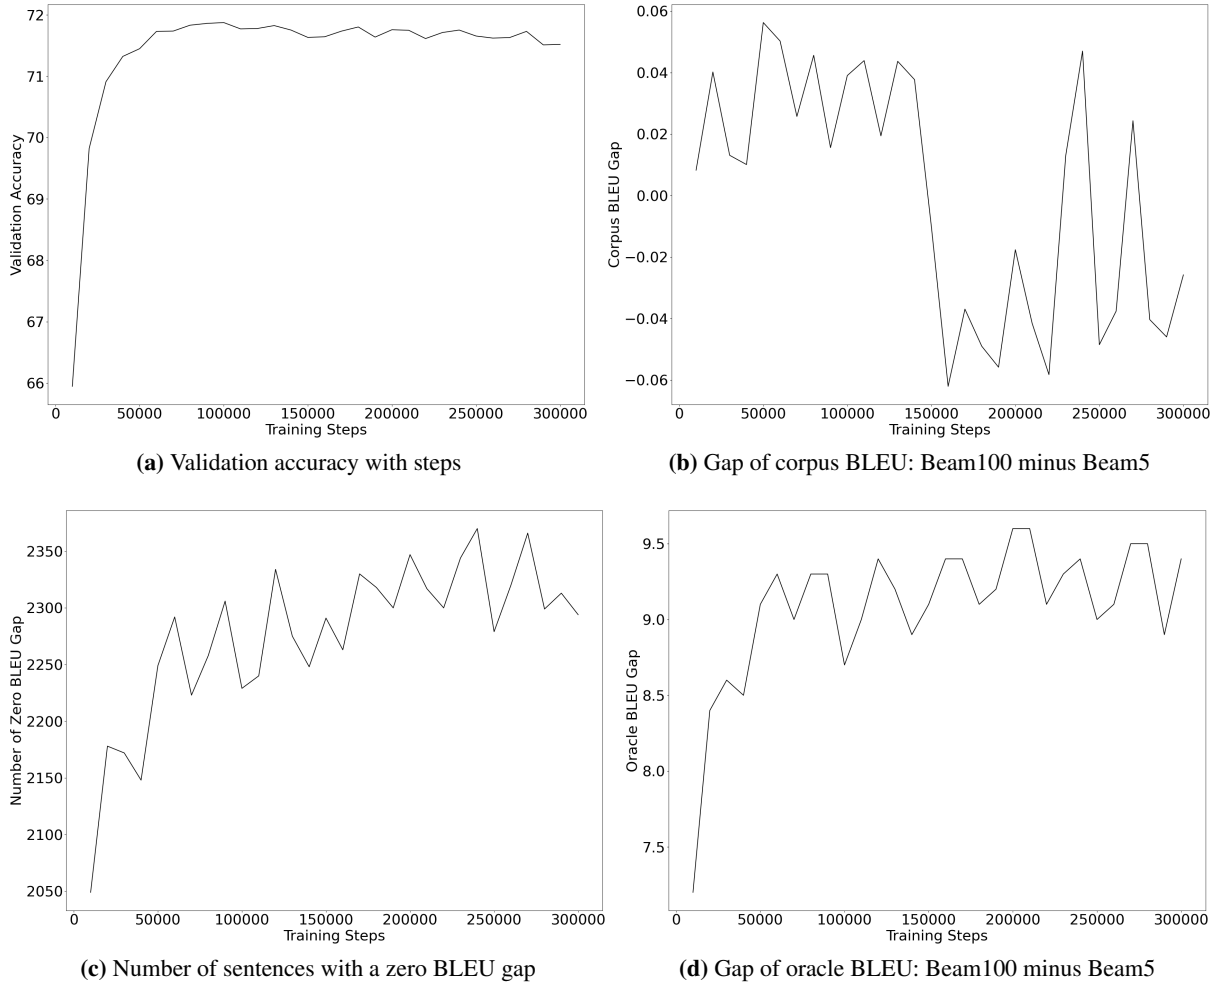 72
71
70
69
68
67
66
Validation Accuracy
0 50000 100000 150000 200000 250000 300000
Training Steps
(a) Validation accuracy with steps
0.06
0.04
0.02
0.00
−0.02
−0.04
−0.06
Corpus BLEU Gap
0 50000 100000 150000 200000 250000 300000
Training Steps
(b) Gap of corpus BLEU: Beam100 minus Beam5
2350
2300
2250
2200
2150
2100
2050
Number of Zero BLEU Gap
0 50000 100000 150000 200000 250000 300000
Training Steps
(c) Number of sentences with a zero BLEU gap
9.5
9.0
8.5
8.0
7.5
Oracle BLEU Gap
0 50000 100000 150000 200000 250000 300000
Training Steps
(d) Gap of oracle BLEU: Beam100 minus Beam5